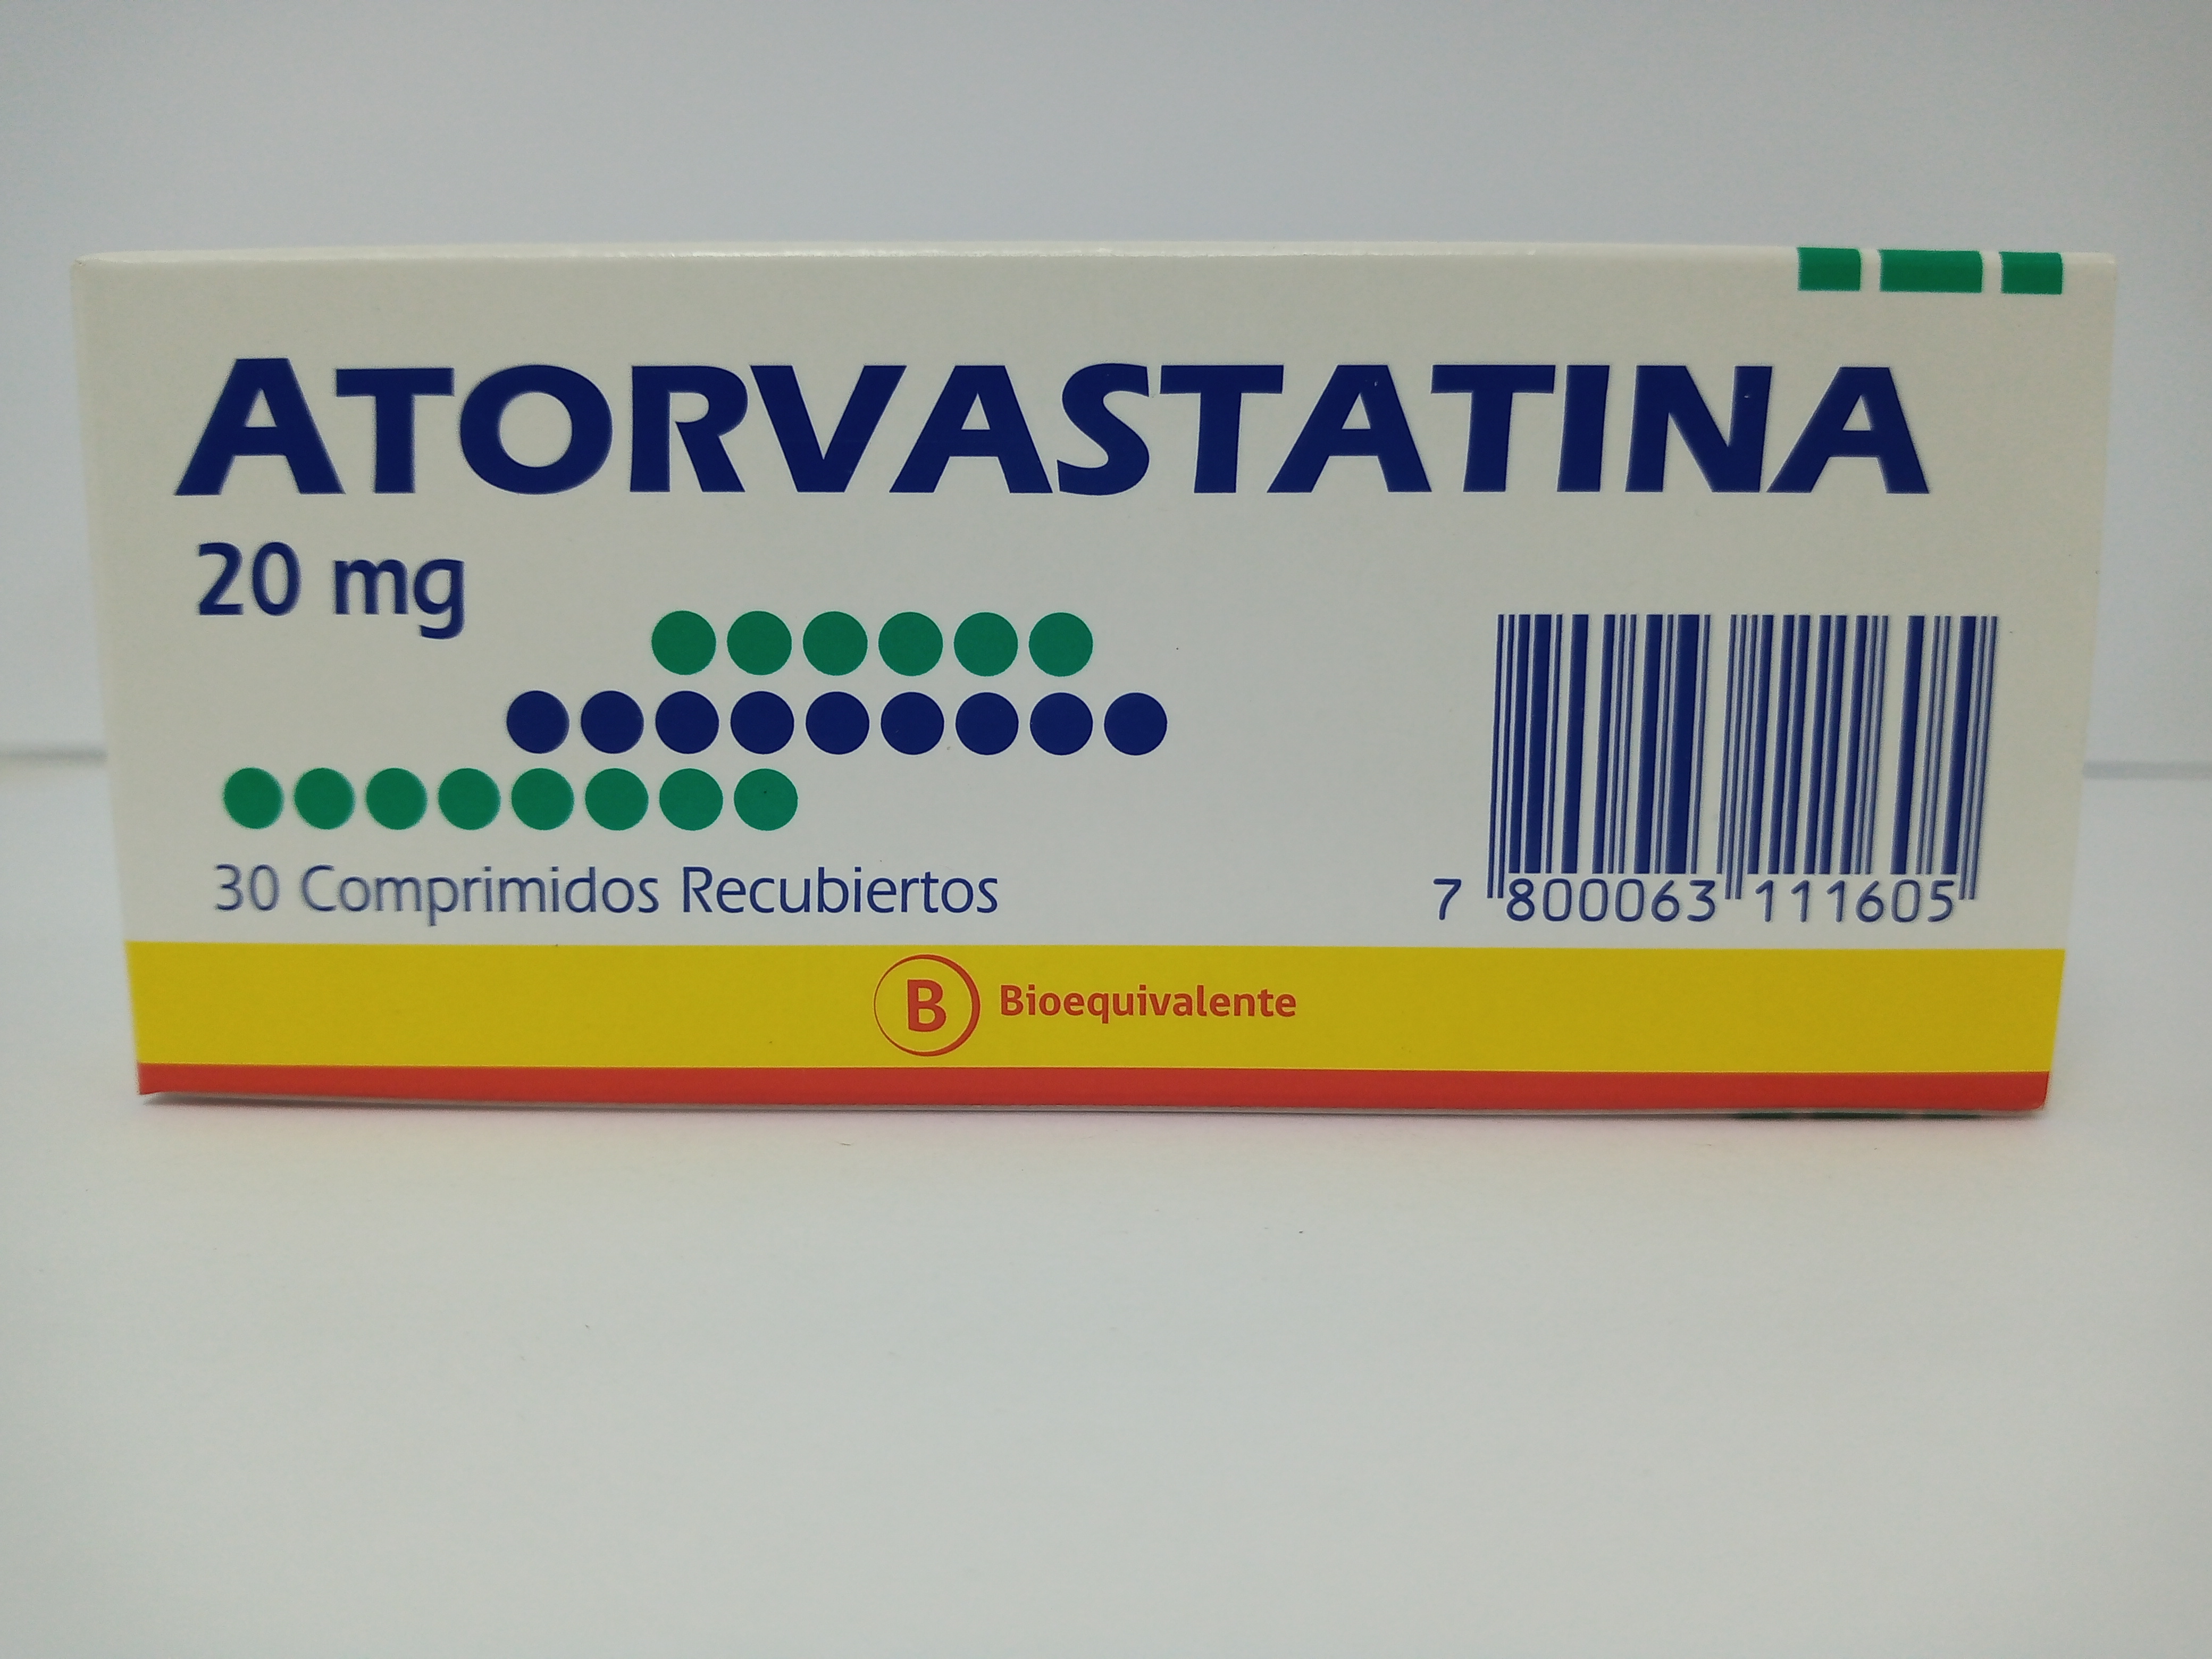 ATORVASTATINA
20 mg
30 Comprimidos Recubiertos
7 800063 111605
B Bioequivalente